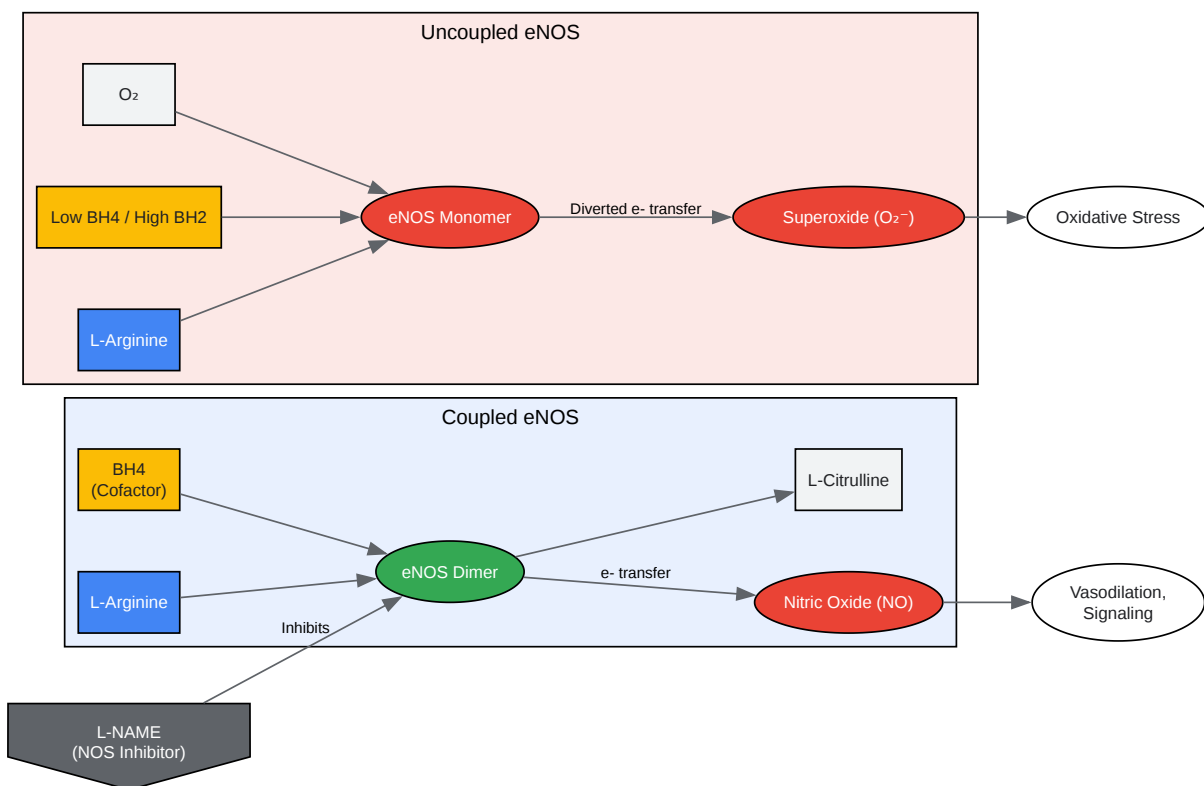 Uncoupled eNOS
O₂
Low BH4 / High BH2
eNOS Monomer
Diverted e- transfer
Superoxide (O₂⁻)
Oxidative Stress
L-Arginine
Coupled eNOS
BH4
(Cofactor)
L-Citrulline
eNOS Dimer
e- transfer
L-Arginine
Nitric Oxide (NO)
Vasodilation,
Signaling
Inhibits
L-NAME
(NOS Inhibitor)